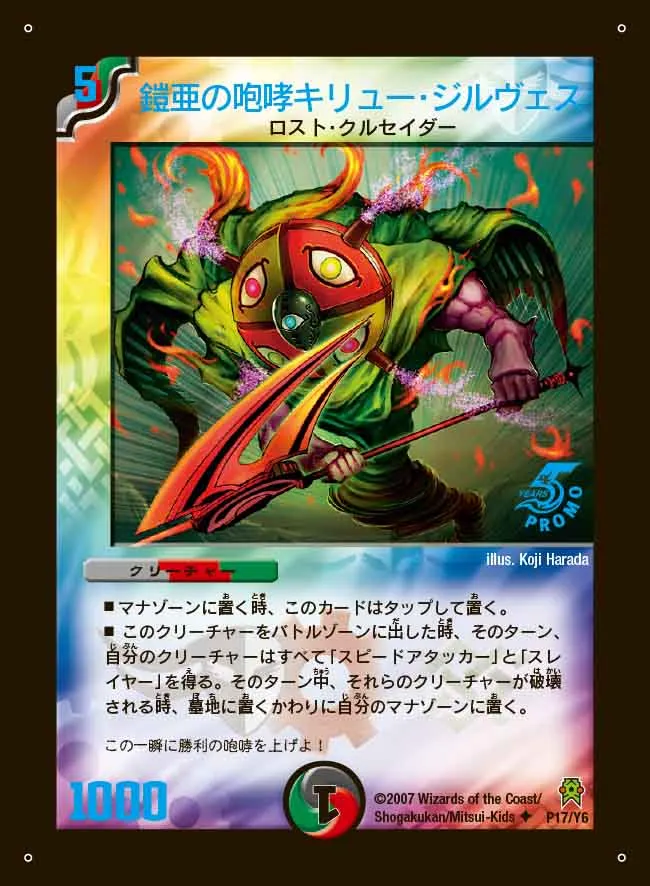 5
鎧亜の咆哮キリュー・ジルヴェス
ロスト・クルセイダー
5
YEARS
PROMO
illus. Koji Harada
クリーチャー
■ マナゾーンに置く時、このカードはタップして置く。
■ このクリーチャーをバトルゾーンに出した時、そのターン、
自分のクリーチャーはすべて「スピードアタッカー」と「スレ
イヤー」を得る。そのターン中、それらのクリーチャーが破壊
される時、墓地に置くかわりに自分のマナゾーンに置く。
この一瞬に勝利の咆哮を上げよ！
1000
1
©2007 Wizards of the Coast/
Shogakukan/Mitsui-Kids
P17/Y6